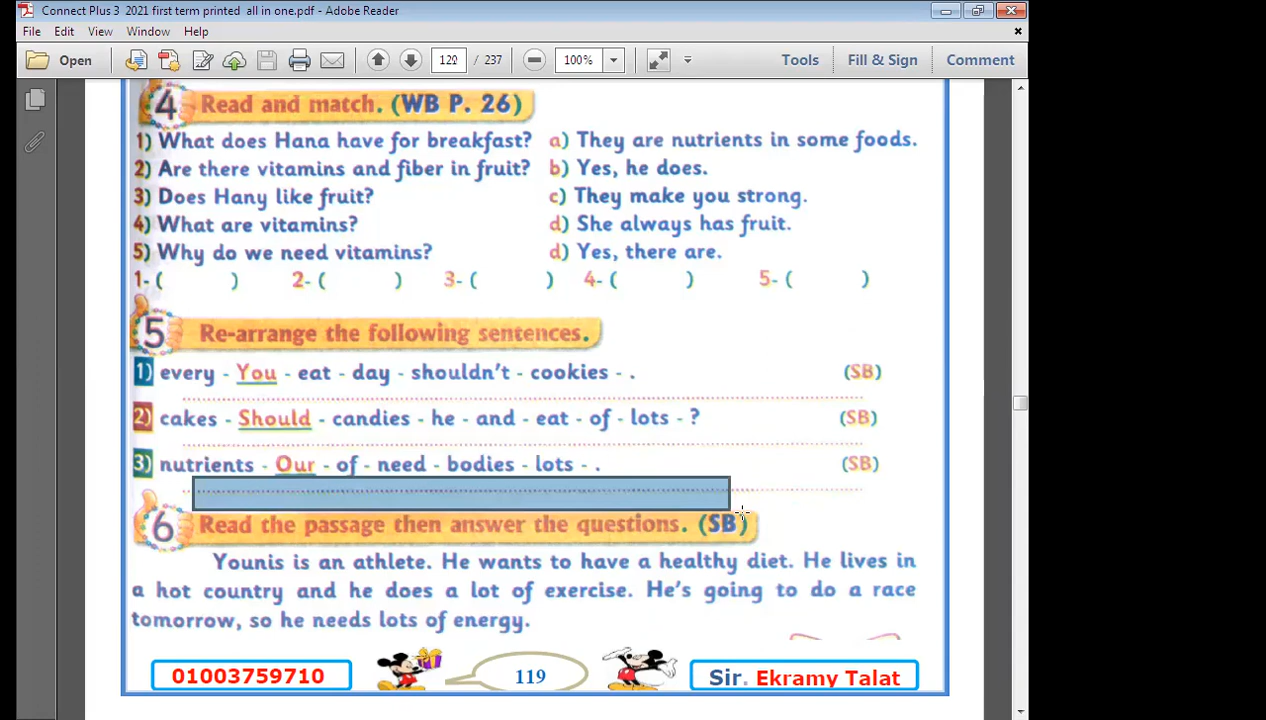 Connect Plus 3 2021 first term printed all in one.pdf - Adobe Reader
File Edit View Window Help
Open 120 / 237 100% Tools Fill & Sign Comment
4 Read and match. (WB P. 26)
1) What does Hana have for breakfast? a) They are nutrients in some foods.
2) Are there vitamins and fiber in fruit? b) Yes, he does.
3) Does Hany like fruit? c) They make you strong.
4) What are vitamins? d) She always has fruit.
5) Why do we need vitamins? d) Yes, there are.
1- ( ) 2- ( ) 3- ( ) 4- ( ) 5- ( )
5 Re-arrange the following sentences.
1) every - You - eat - day - shouldn't - cookies - . (SB)
2) cakes - Should - candies - he - and - eat - of - lots - ? (SB)
3) nutrients - Our - of - need - bodies - lots - . (SB)
6 Read the passage then answer the questions. (SB)
Younis is an athlete. He wants to have a healthy diet. He lives in
a hot country and he does a lot of exercise. He's going to do a race
tomorrow, so he needs lots of energy.
01003759710 119 Sir. Ekramy Talat